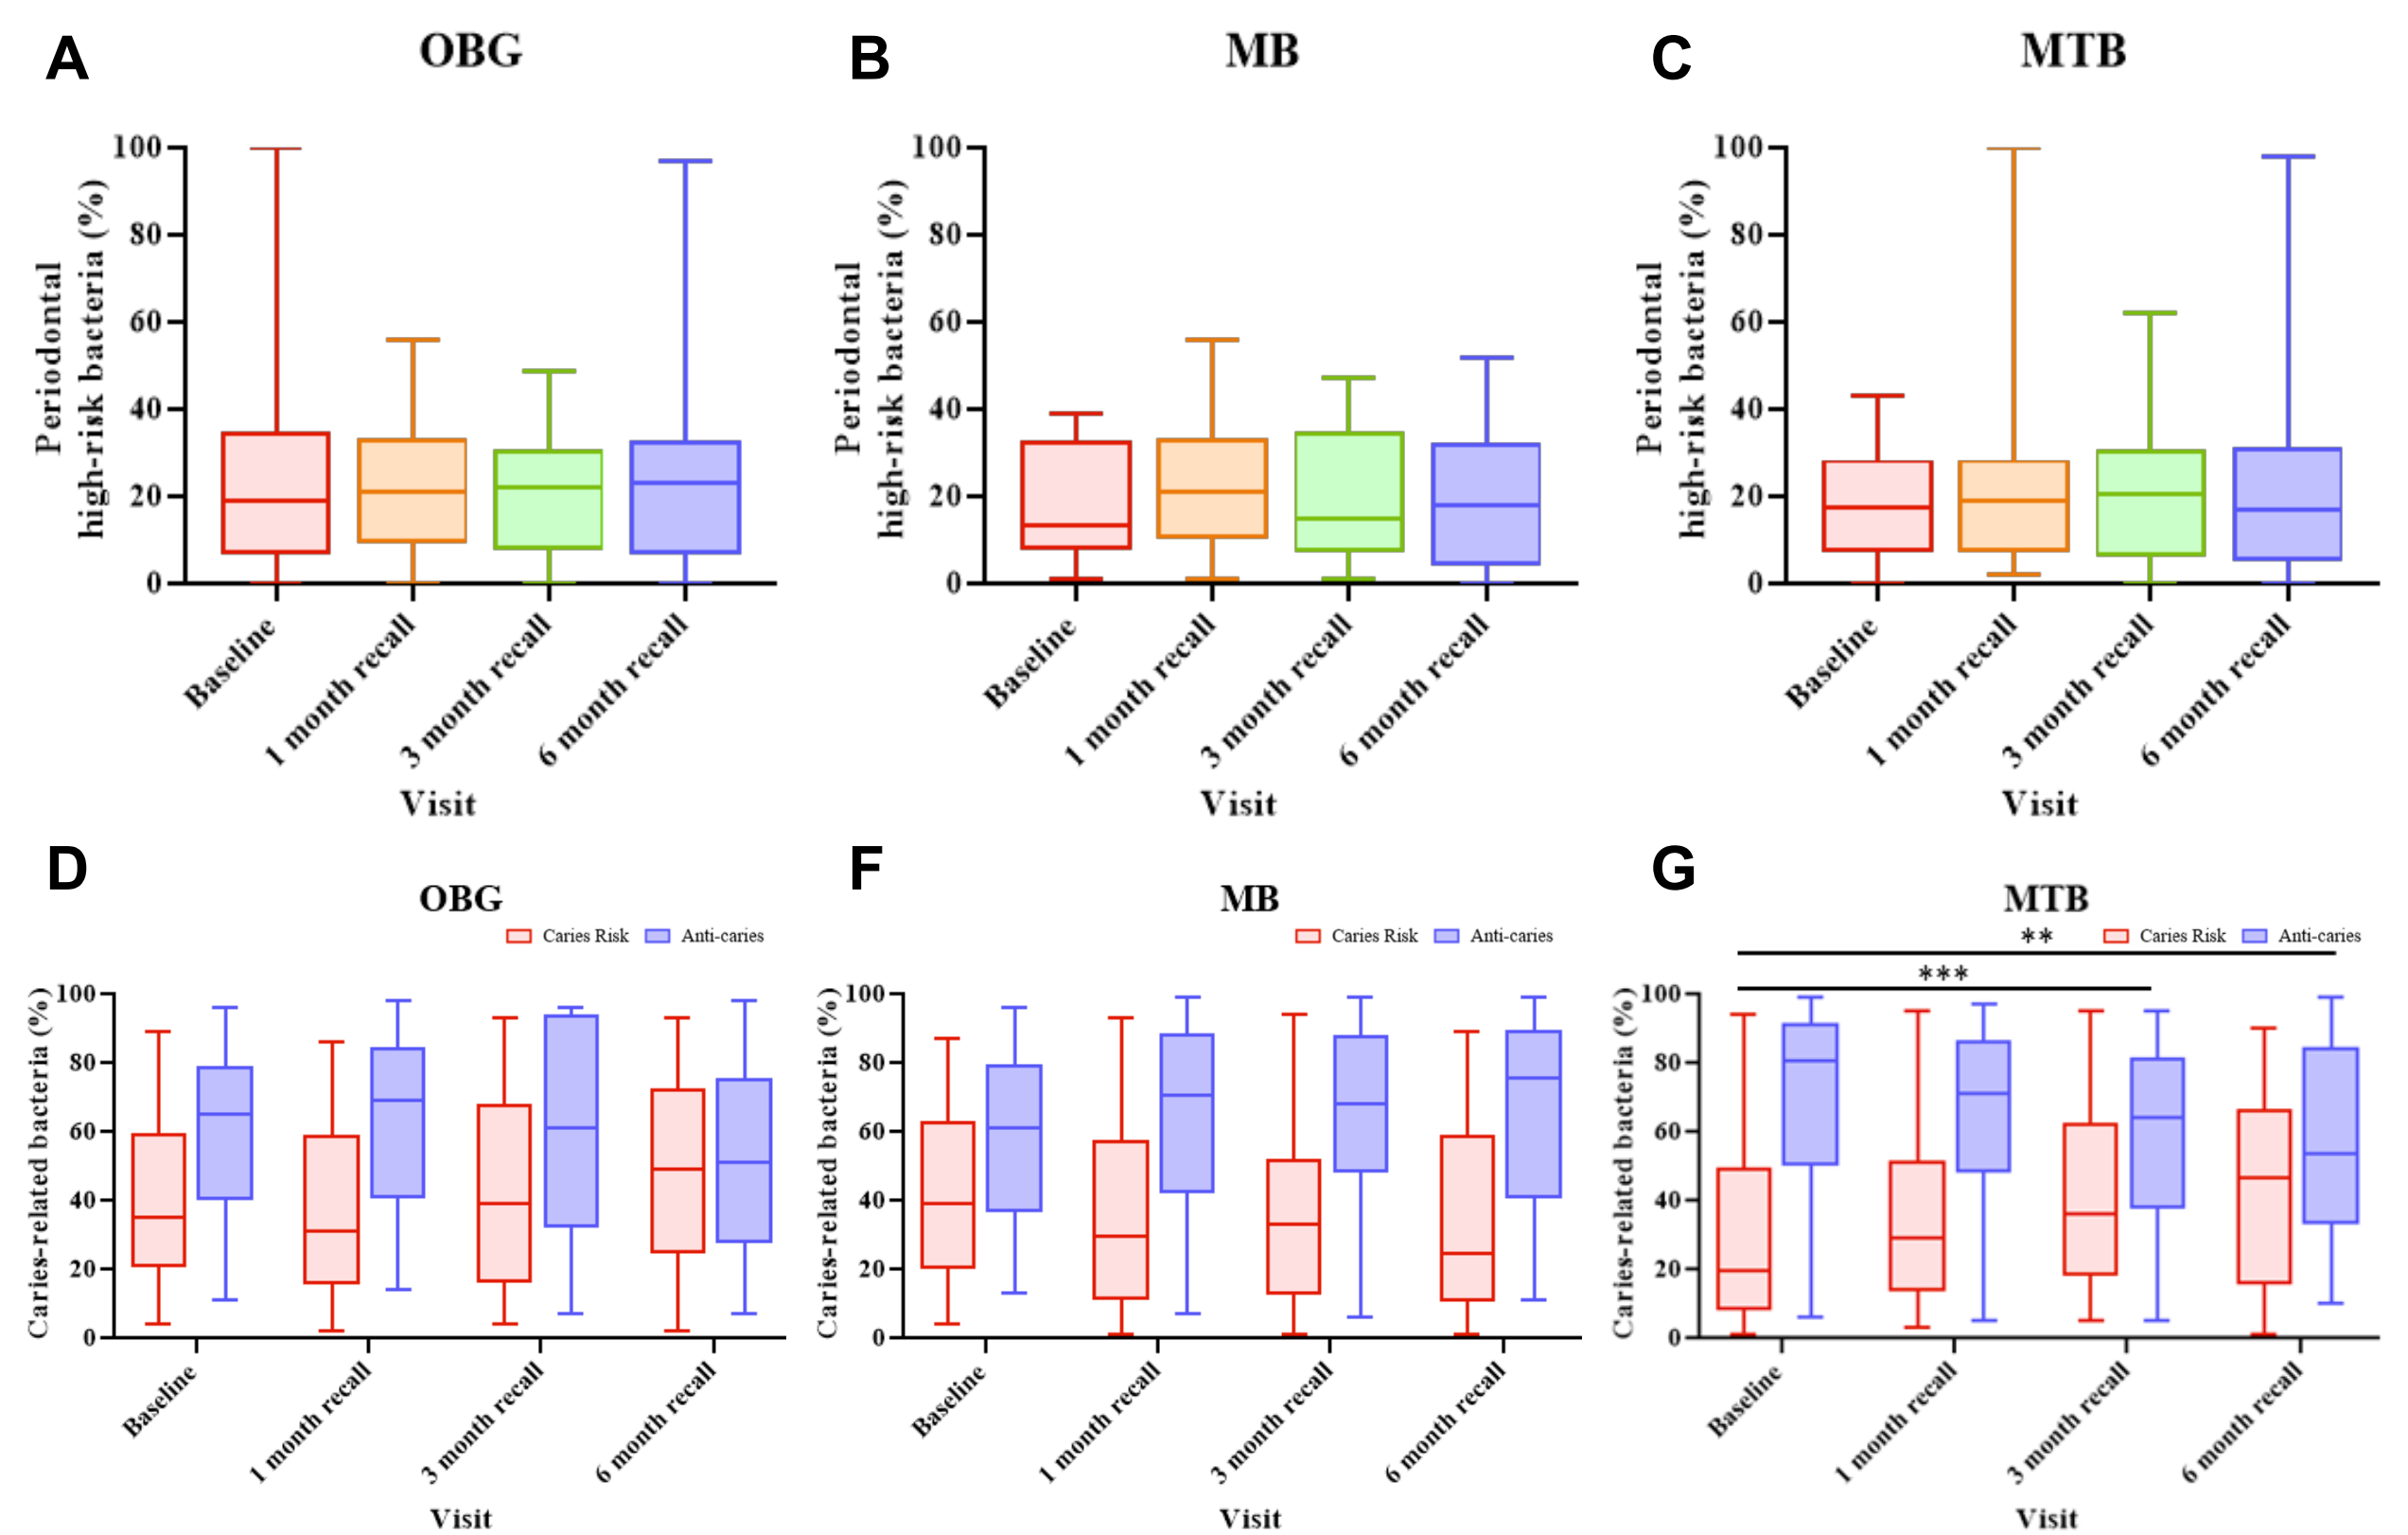 A
OBG
100
80
60
40
20
0
Periodontal
high-risk bacteria (%)
Baseline
1 month recall
3 month recall
6 month recall
Visit
B
MB
100
80
60
40
20
0
Periodontal
high-risk bacteria (%)
Baseline
1 month recall
3 month recall
6 month recall
Visit
C
MTB
100
80
60
40
20
0
Periodontal
high-risk bacteria (%)
Baseline
1 month recall
3 month recall
6 month recall
Visit
D
OBG
Caries Risk Anti-caries
100
80
60
40
20
0
Caries-related bacteria (%)
Baseline
1 month recall
3 month recall
6 month recall
Visit
F
MB
Caries Risk Anti-caries
100
80
60
40
20
0
Caries-related bacteria (%)
Baseline
1 month recall
3 month recall
6 month recall
Visit
G
MTB
** Caries Risk Anti-caries
***
100
80
60
40
20
0
Caries-related bacteria (%)
Baseline
1 month recall
3 month recall
6 month recall
Visit